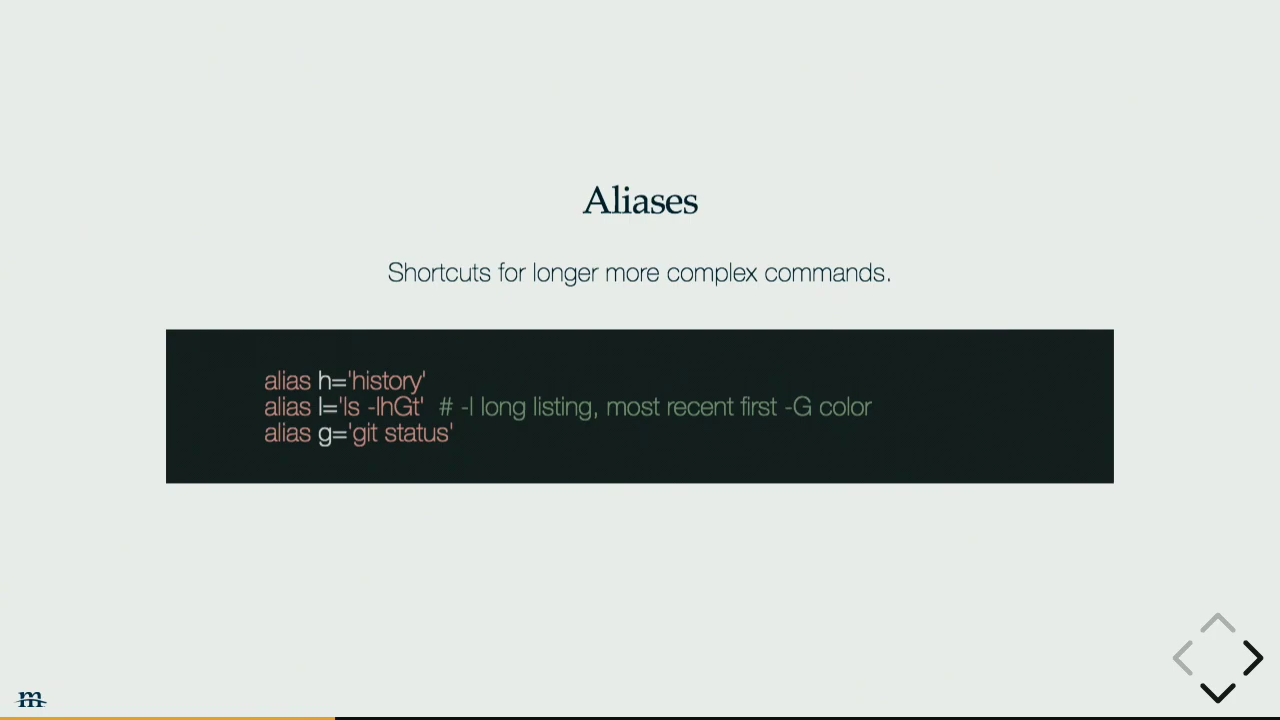 Aliases
Shortcuts for longer more complex commands.
alias h='history'
alias l='ls -lhGt'  # -l long listing, most recent first -G color
alias g='git status'
m